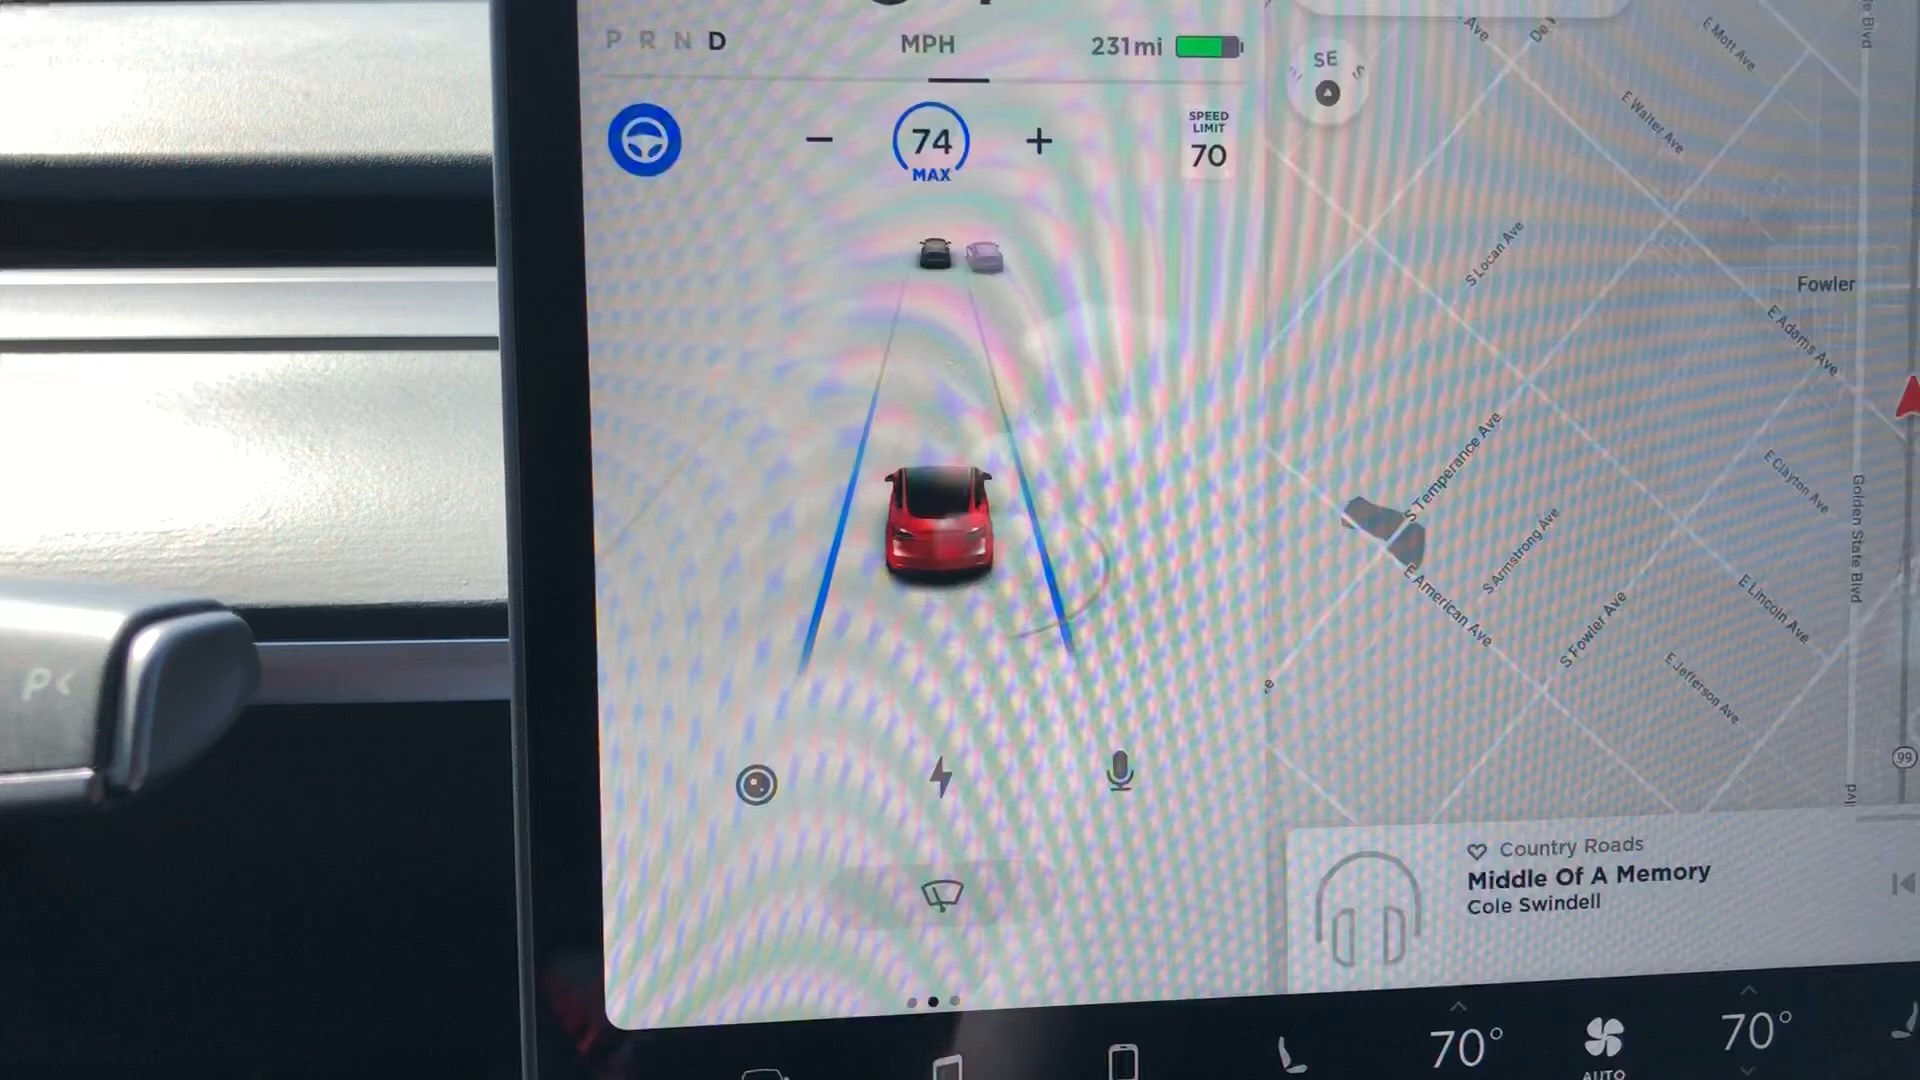 P R N D
MPH
231 mi
74
MAX
SPEED
LIMIT
70
SE
Ave
E Mott Ave
E Walter Ave
S Locan Ave
Fowler
E Adams Ave
S Temperance Ave
E Clayton Ave
Golden State Blvd
S Armstrong Ave
E American Ave
E Lincoln Ave
S Fowler Ave
E Jefferson Ave
99
P<
Country Roads
Middle Of A Memory
Cole Swindell
70°
AUTO
70°